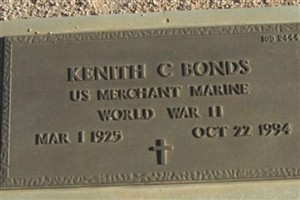 KENITH C BONDS
US MERCHANT MARINE
WORLD WAR II
MAR 1 1925 OCT 22 1994